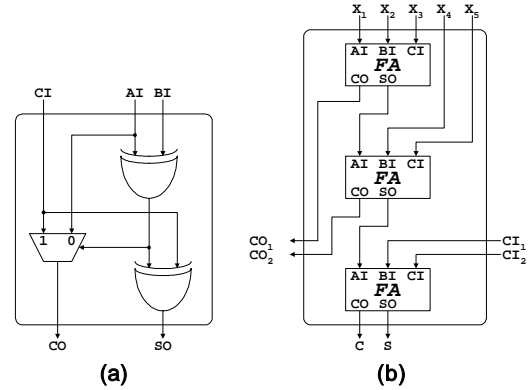 CI AI BI
1 0
CO SO
(a)
X1 X2 X3 X4 X5
AI BI CI
FA
CO SO
AI BI CI
FA
CO SO
CO1 CI1
CO2 CI2
AI BI CI
FA
CO SO
C S
(b)